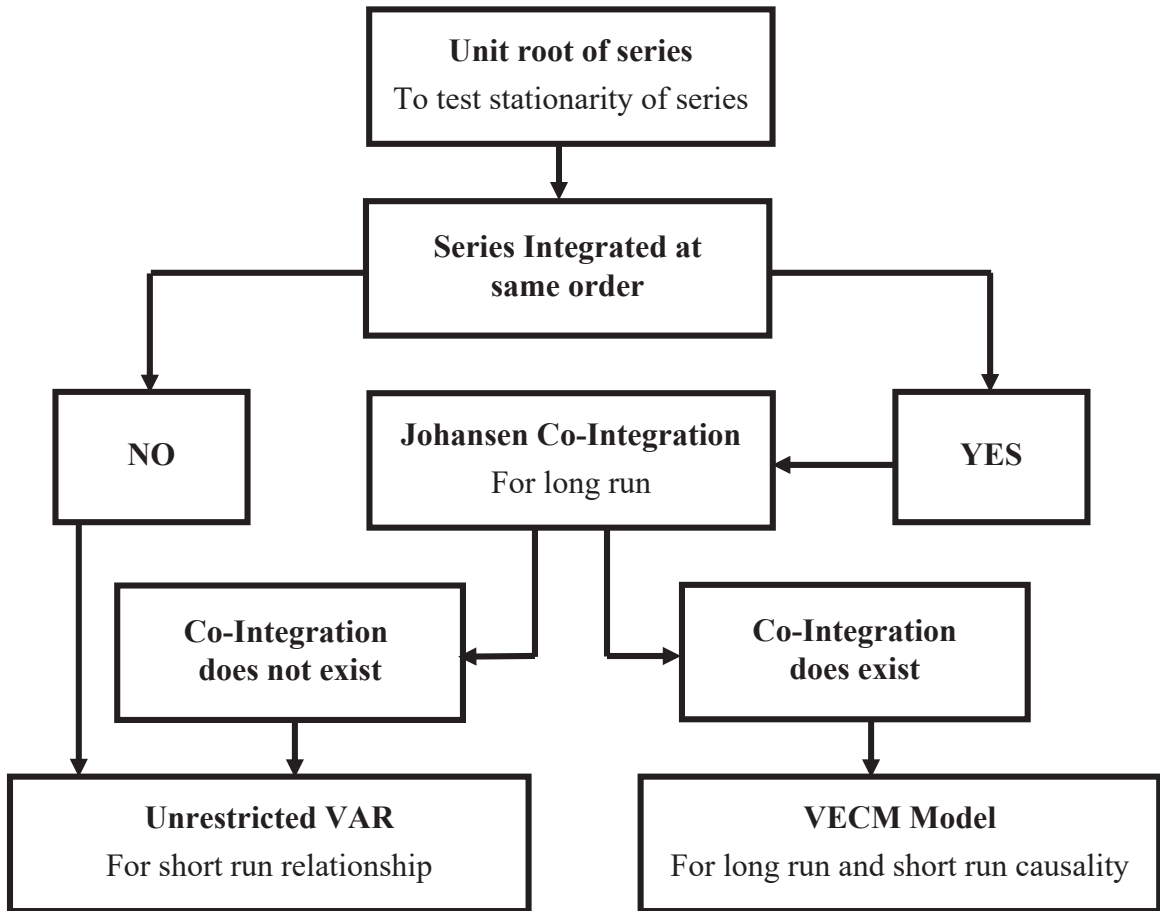 Unit root of series
To test stationarity of series
Series Integrated at
same order
NO
Johansen Co-Integration
For long run
YES
Co-Integration
does not exist
Co-Integration
does exist
Unrestricted VAR
For short run relationship
VECM Model
For long run and short run causality